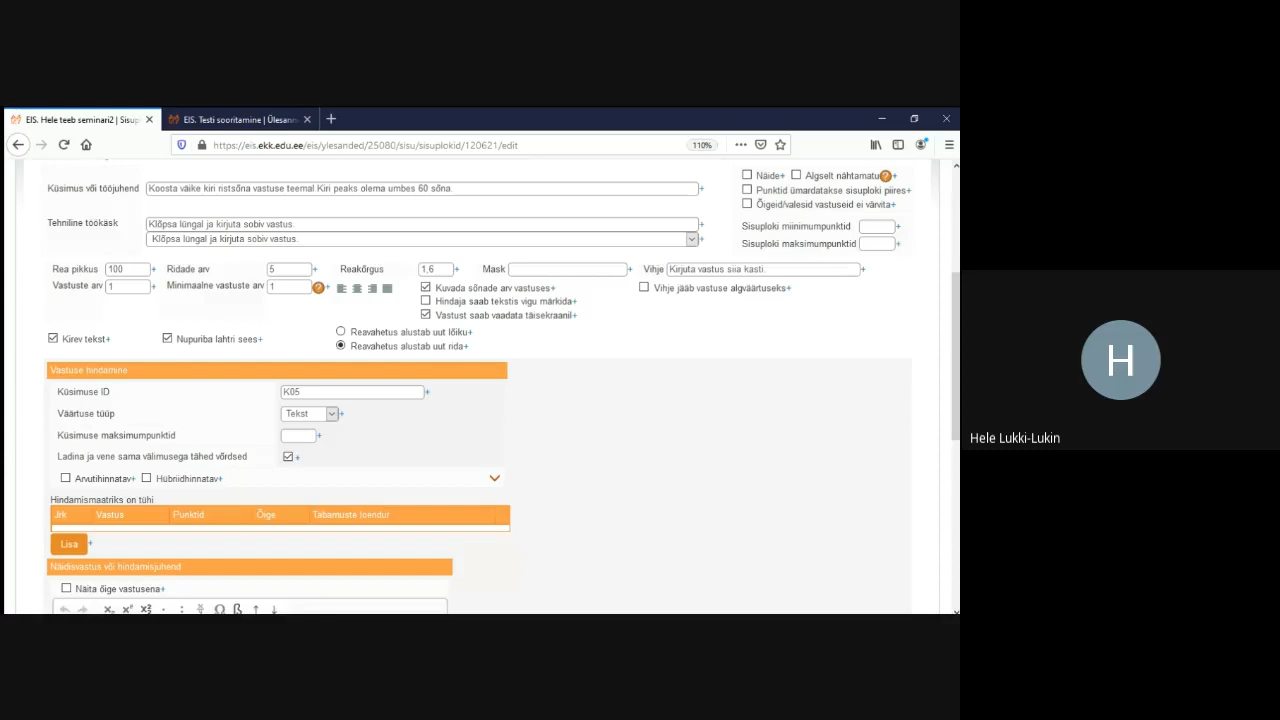 EIS. Hele teeb seminari2 | Sisup
EIS. Testi sooritamine | Ülesann
https://eis.ekk.edu.ee/eis/ylesanded/25080/sisu/sisuplokid/120621/edit
110%
Küsimus või tööjuhend Koosta väike kiri ristsõna vastuse teemal.Kiri peaks olema umbes 60 sõna. +
Näide+ Algselt nähtamatu ?+
Punktid ümardatakse sisuploki piires+
Õigeid/valesid vastuseid ei värvita+
Tehniline töökäsk Klõpsa lüngal ja kirjuta sobiv vastus. +
Klõpsa lüngal ja kirjuta sobiv vastus. +
Sisuploki miinimumpunktid +
Sisuploki maksimumpunktid +
Rea pikkus 100 + Ridade arv 5 + Reakõrgus 1,6 + Mask + Vihje Kirjuta vastus siia kasti. +
Vastuste arv 1 + Minimaalne vastuste arv 1 ?+ Kuvada sõnade arv vastuses+ Vihje jääb vastuse algväärtuseks+
Hindaja saab tekstis vigu märkida+
Vastust saab vaadata täisekraanil+
Kirev tekst+ Nupuriba lahtri sees+ Reavahetus alustab uut lõiku+
Reavahetus alustab uut rida+
Vastuse hindamine
Küsimuse ID K05 +
Väärtuse tüüp Tekst +
Küsimuse maksimumpunktid +
Ladina ja vene sama välimusega tähed võrdsed +
Arvutihinnatav+ Hübriidhinnatav+
Hindamismaatriks on tühi
Jrk Vastus Punktid Õige Tabamuste loendur
Lisa +
Näidisvastus või hindamisjuhend
Näita õige vastusena+
H
Hele Lukki-Lukin